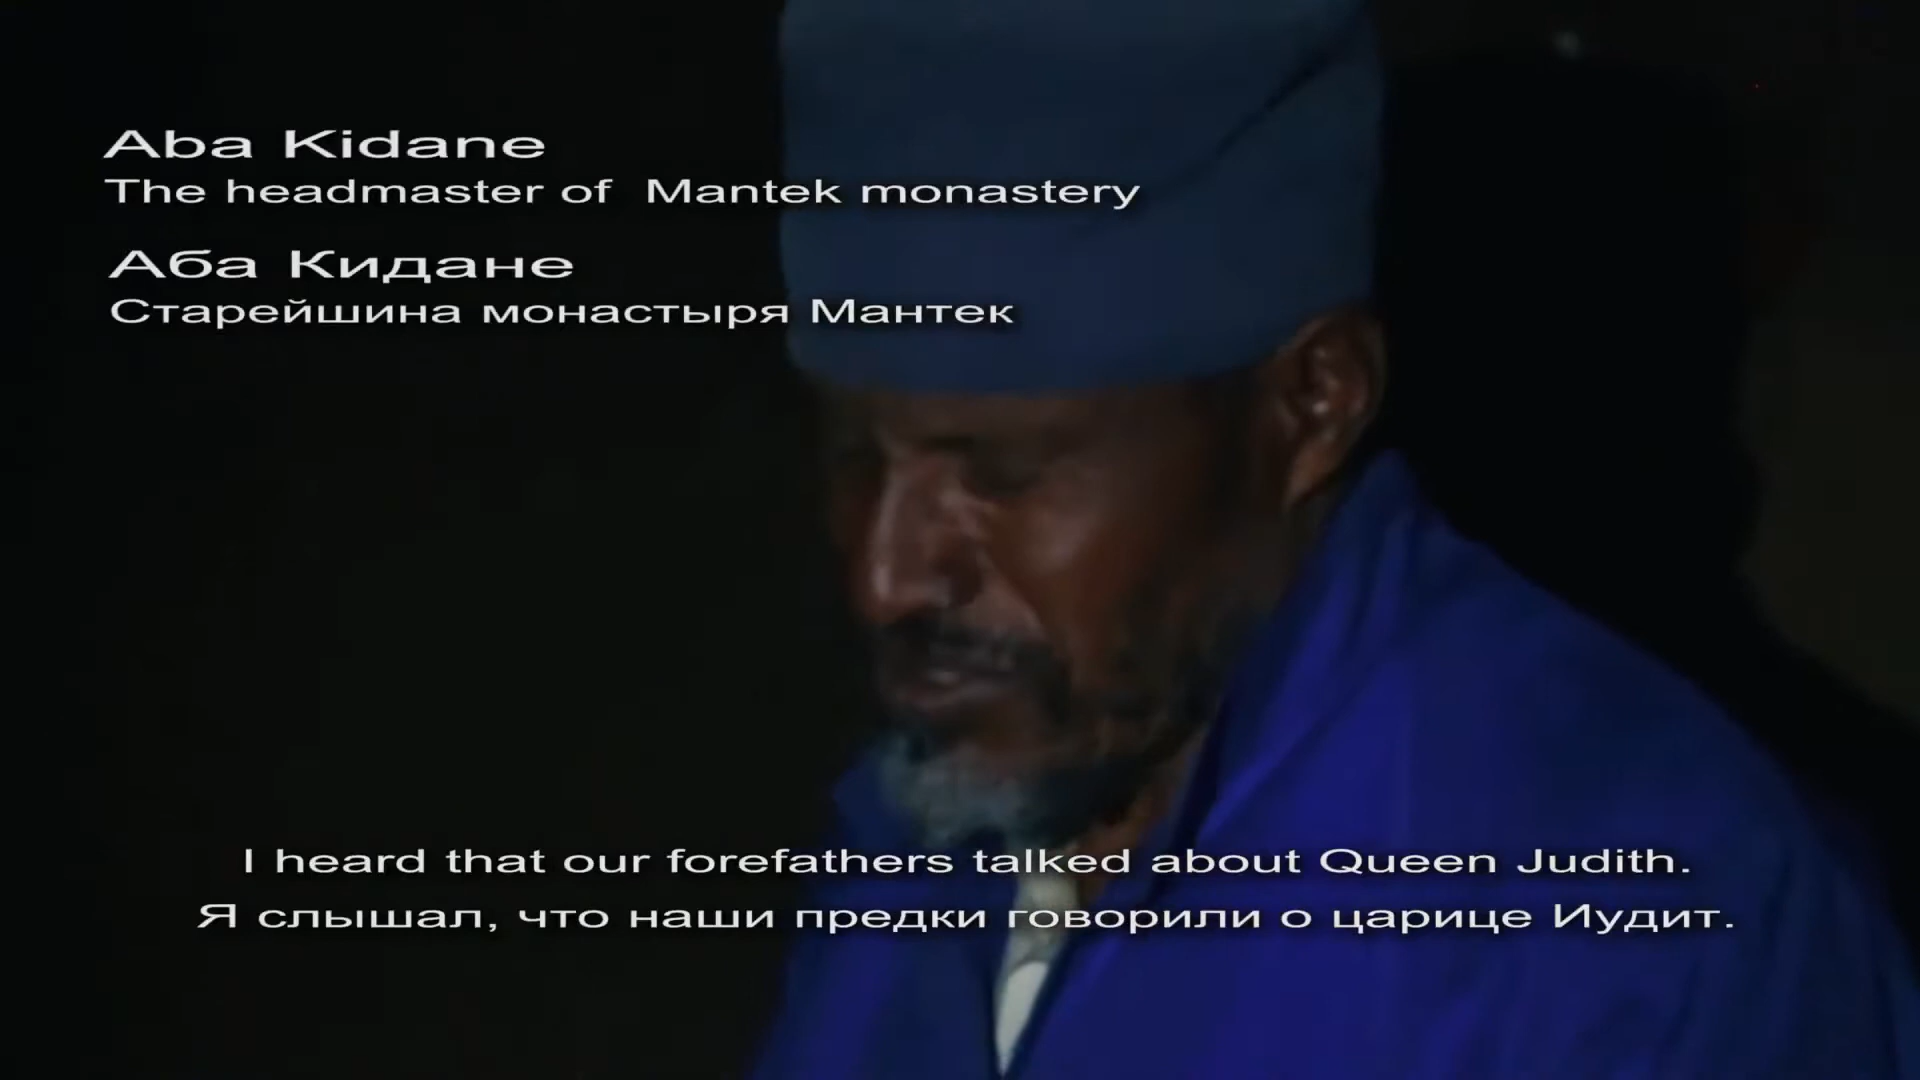 Aba Kidane
The headmaster of Mantek monastery
Аба Кидане
Старейшина монастыря Мантек
I heard that our forefathers talked about Queen Judith.
Я слышал, что наши предки говорили о царице Иудит.